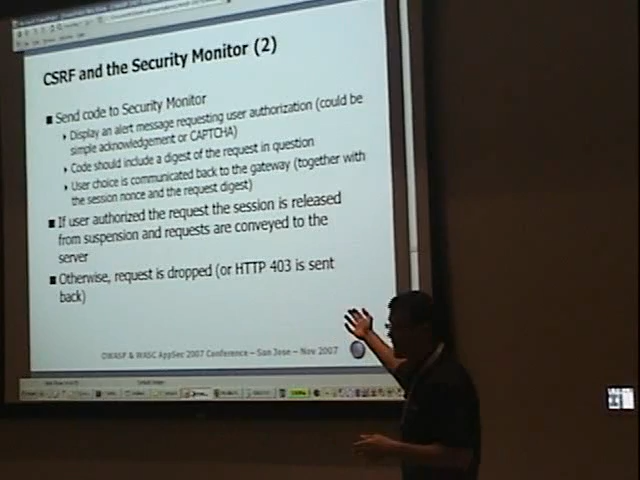 CSRF and the Security Monitor (2)
Send code to Security Monitor
Display an alert message requesting user authorization (could be
simple acknowledgement or CAPTCHA)
Code should include a digest of the request in question
User choice is communicated back to the gateway (together with
the session nonce and the request digest)
If user authorized the request the session is released
from suspension and requests are conveyed to the
server
Otherwise, request is dropped (or HTTP 403 is sent
back)
OWASP & WASC AppSec 2007 Conference – San Jose – Nov 2007